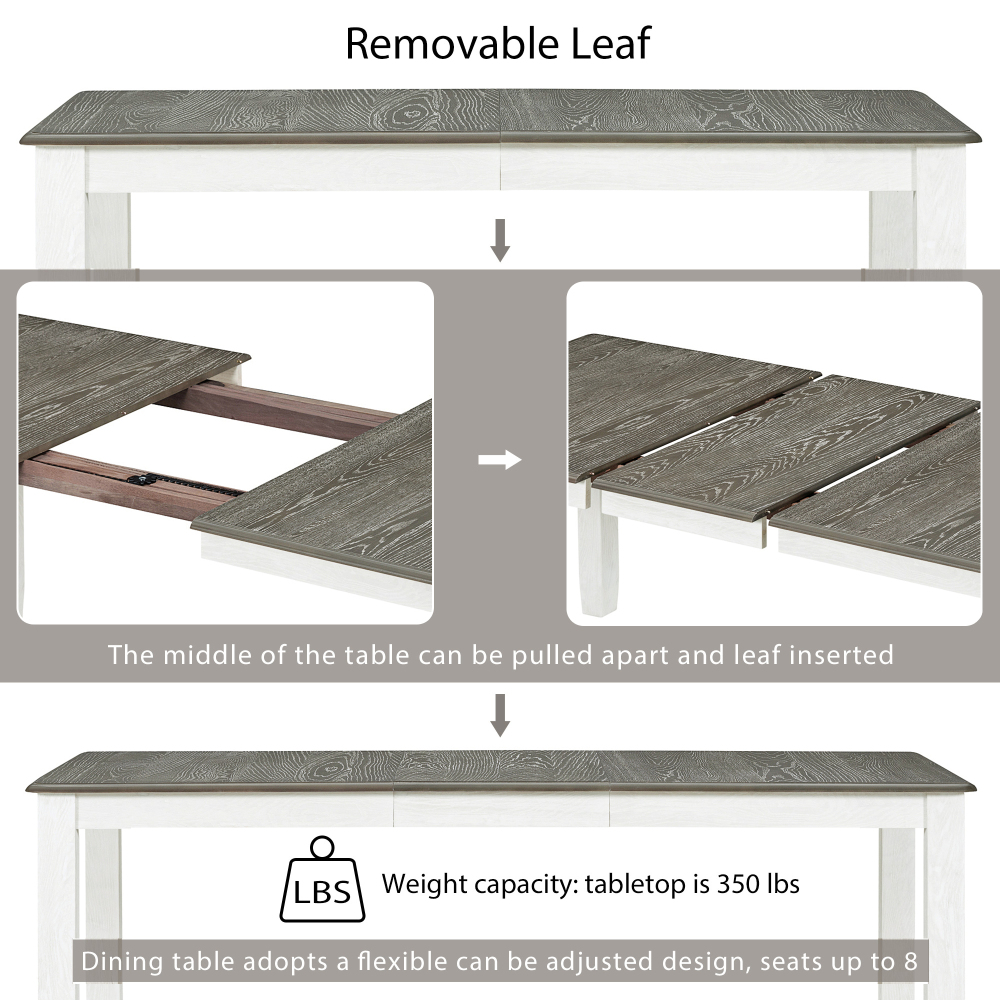 Removable Leaf
The middle of the table can be pulled apart and leaf inserted
LBS
Weight capacity: tabletop is 350 lbs
Dining table adopts a flexible can be adjusted design, seats up to 8